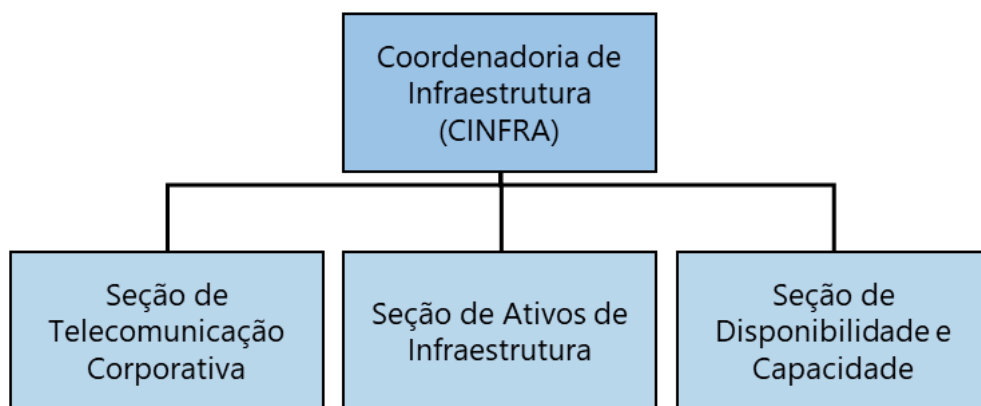 Coordenadoria de
Infraestrutura
(CINFRA)
Seção de
Telecomunicação
Corporativa
Seção de Ativos de
Infraestrutura
Seção de
Disponibilidade e
Capacidade